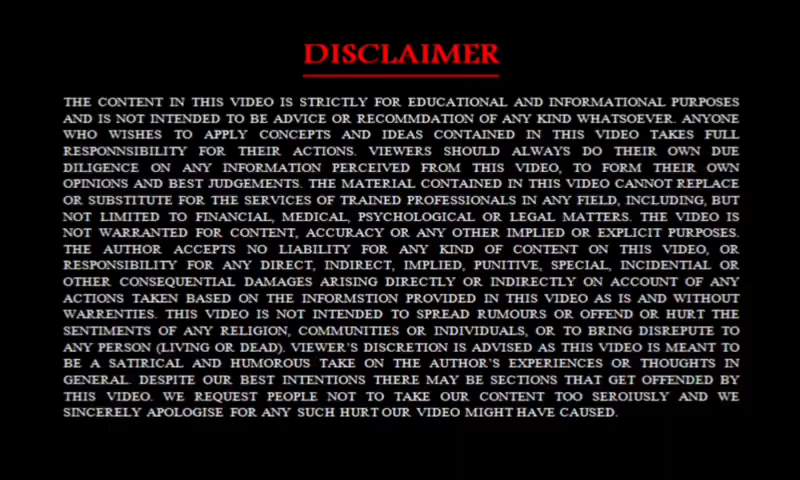 DISCLAIMER
THE CONTENT IN THIS VIDEO IS STRICTLY FOR EDUCATIONAL AND INFORMATIONAL PURPOSES
AND IS NOT INTENDED TO BE ADVICE OR RECOMMDATION OF ANY KIND WHATSOEVER. ANYONE
WHO WISHES TO APPLY CONCEPTS AND IDEAS CONTAINED IN THIS VIDEO TAKES FULL
RESPONNSIBILITY FOR THEIR ACTIONS. VIEWERS SHOULD ALWAYS DO THEIR OWN DUE
DILIGENCE ON ANY INFORMATION PERCEIVED FROM THIS VIDEO, TO FORM THEIR OWN
OPINIONS AND BEST JUDGEMENTS. THE MATERIAL CONTAINED IN THIS VIDEO CANNOT REPLACE
OR SUBSTITUTE FOR THE SERVICES OF TRAINED PROFESSIONALS IN ANY FIELD, INCLUDING, BUT
NOT LIMITED TO FINANCIAL, MEDICAL, PSYCHOLOGICAL OR LEGAL MATTERS. THE VIDEO IS
NOT WARRANTED FOR CONTENT, ACCURACY OR ANY OTHER IMPLIED OR EXPLICIT PURPOSES.
THE AUTHOR ACCEPTS NO LIABILITY FOR ANY KIND OF CONTENT ON THIS VIDEO, OR
RESPONSIBILITY FOR ANY DIRECT, INDIRECT, IMPLIED, PUNITIVE, SPECIAL, INCIDENTAL OR
OTHER CONSEQUENTIAL DAMAGES ARISING DIRECTLY OR INDIRECTLY ON ACCOUNT OF ANY
ACTIONS TAKEN BASED ON THE INFORMSTION PROVIDED IN THIS VIDEO AS IS AND WITHOUT
WARRENTIES. THIS VIDEO IS NOT INTENDED TO SPREAD RUMOURS OR OFFEND OR HURT THE
SENTIMENTS OF ANY RELIGION, COMMUNITIES OR INDIVIDUALS, OR TO BRING DISREPUTE TO
ANY PERSON (LIVING OR DEAD). VIEWER'S DISCRETION IS ADVISED AS THIS VIDEO IS MEANT TO
BE A SATIRICAL AND HUMOROUS TAKE ON THE AUTHOR'S EXPERIENCES OR THOUGHTS IN
GENERAL. DESPITE OUR BEST INTENTIONS THERE MAY BE SECTIONS THAT GET OFFENDED BY
THIS VIDEO. WE REQUEST PEOPLE NOT TO TAKE OUR CONTENT TOO SEROIUSLY AND WE
SINCERELY APOLOGISE FOR ANY SUCH HURT OUR VIDEO MIGHT HAVE CAUSED.